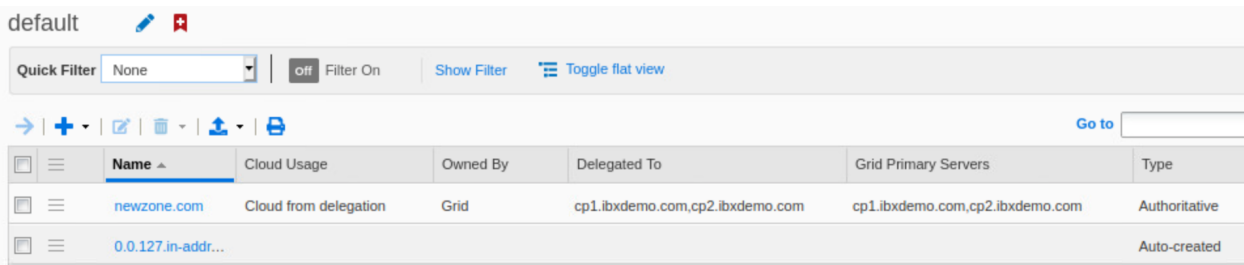 default
Quick Filter None Off Filter On Show Filter Toggle flat view
Go to
Name Cloud Usage Owned By Delegated To Grid Primary Servers Type
newzone.com Cloud from delegation Grid cp1.ibxdemo.com,cp2.ibxdemo.com cp1.ibxdemo.com,cp2.ibxdemo.com Authoritative
0.0.127.in-addr... Auto-created